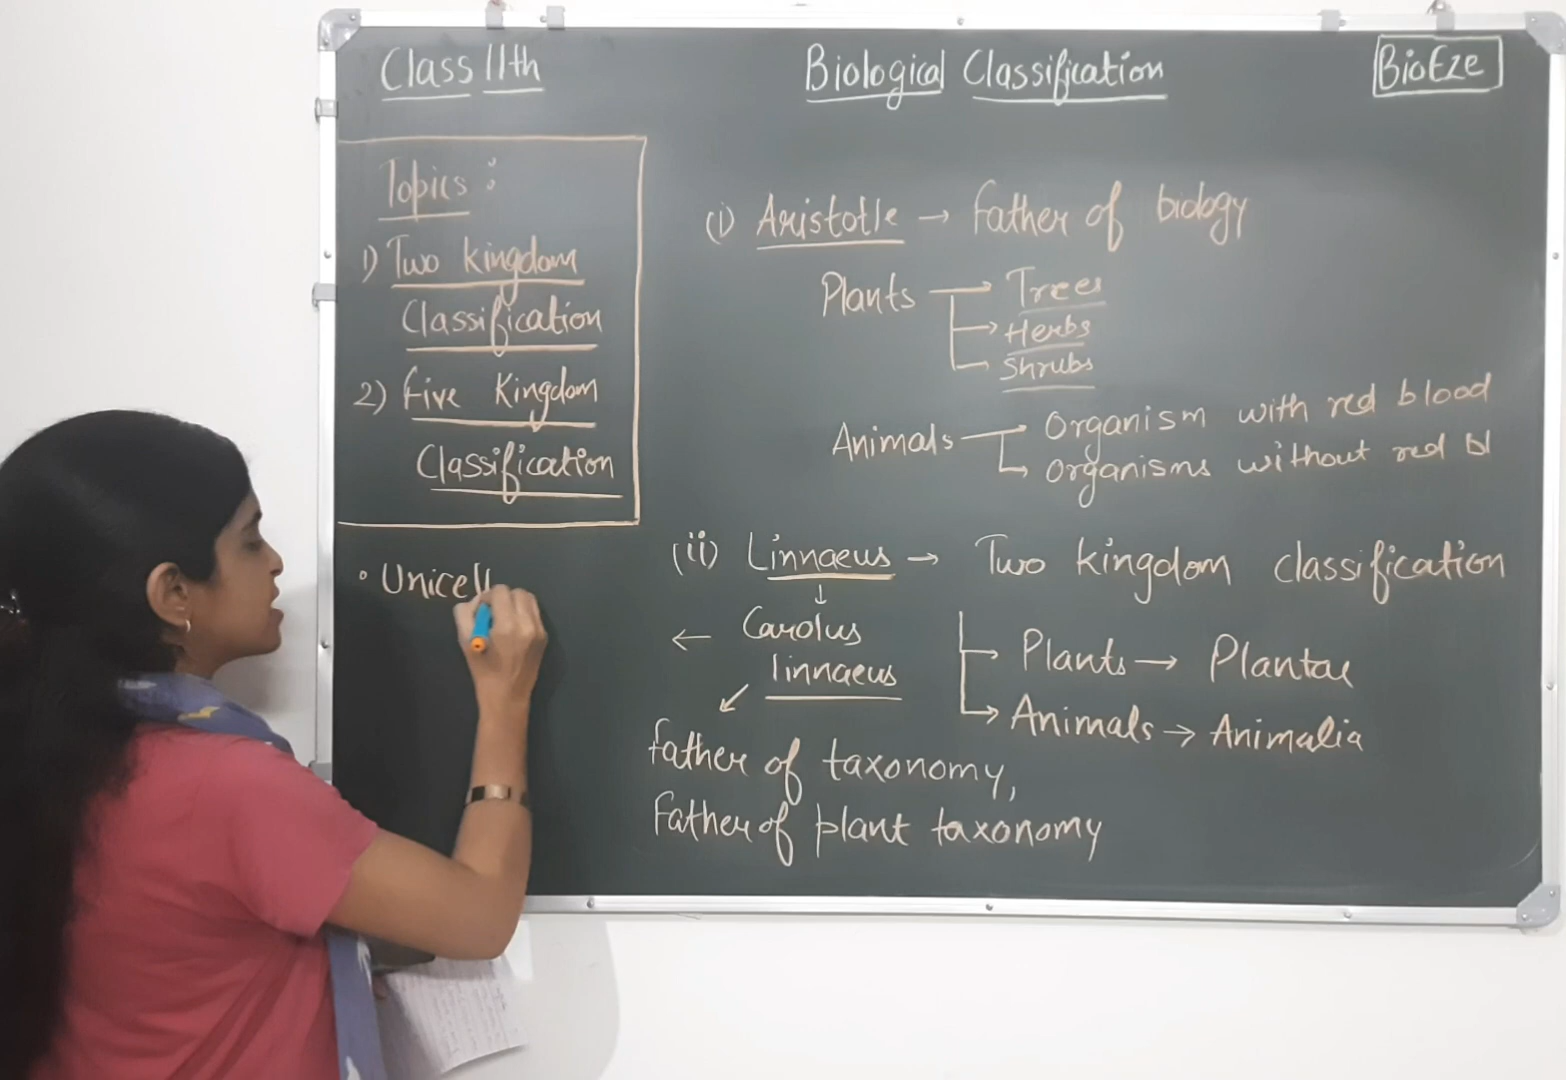 Class 11th
Biological Classification
BioEze
Topics :
1) Two kingdom
Classification
2) Five Kingdom
Classification
• Unicell
(i) Aristotle → Father of biology
Plants → Trees
→ Herbs
→ Shrubs
Animals → Organism with red blood
→ Organisms without red bl
(ii) Linnaeus → Two kingdom classification
↓
← Carolus
linnaeus
↙
→ Plants → Plantae
→ Animals → Animalia
father of taxonomy,
Father of plant taxonomy